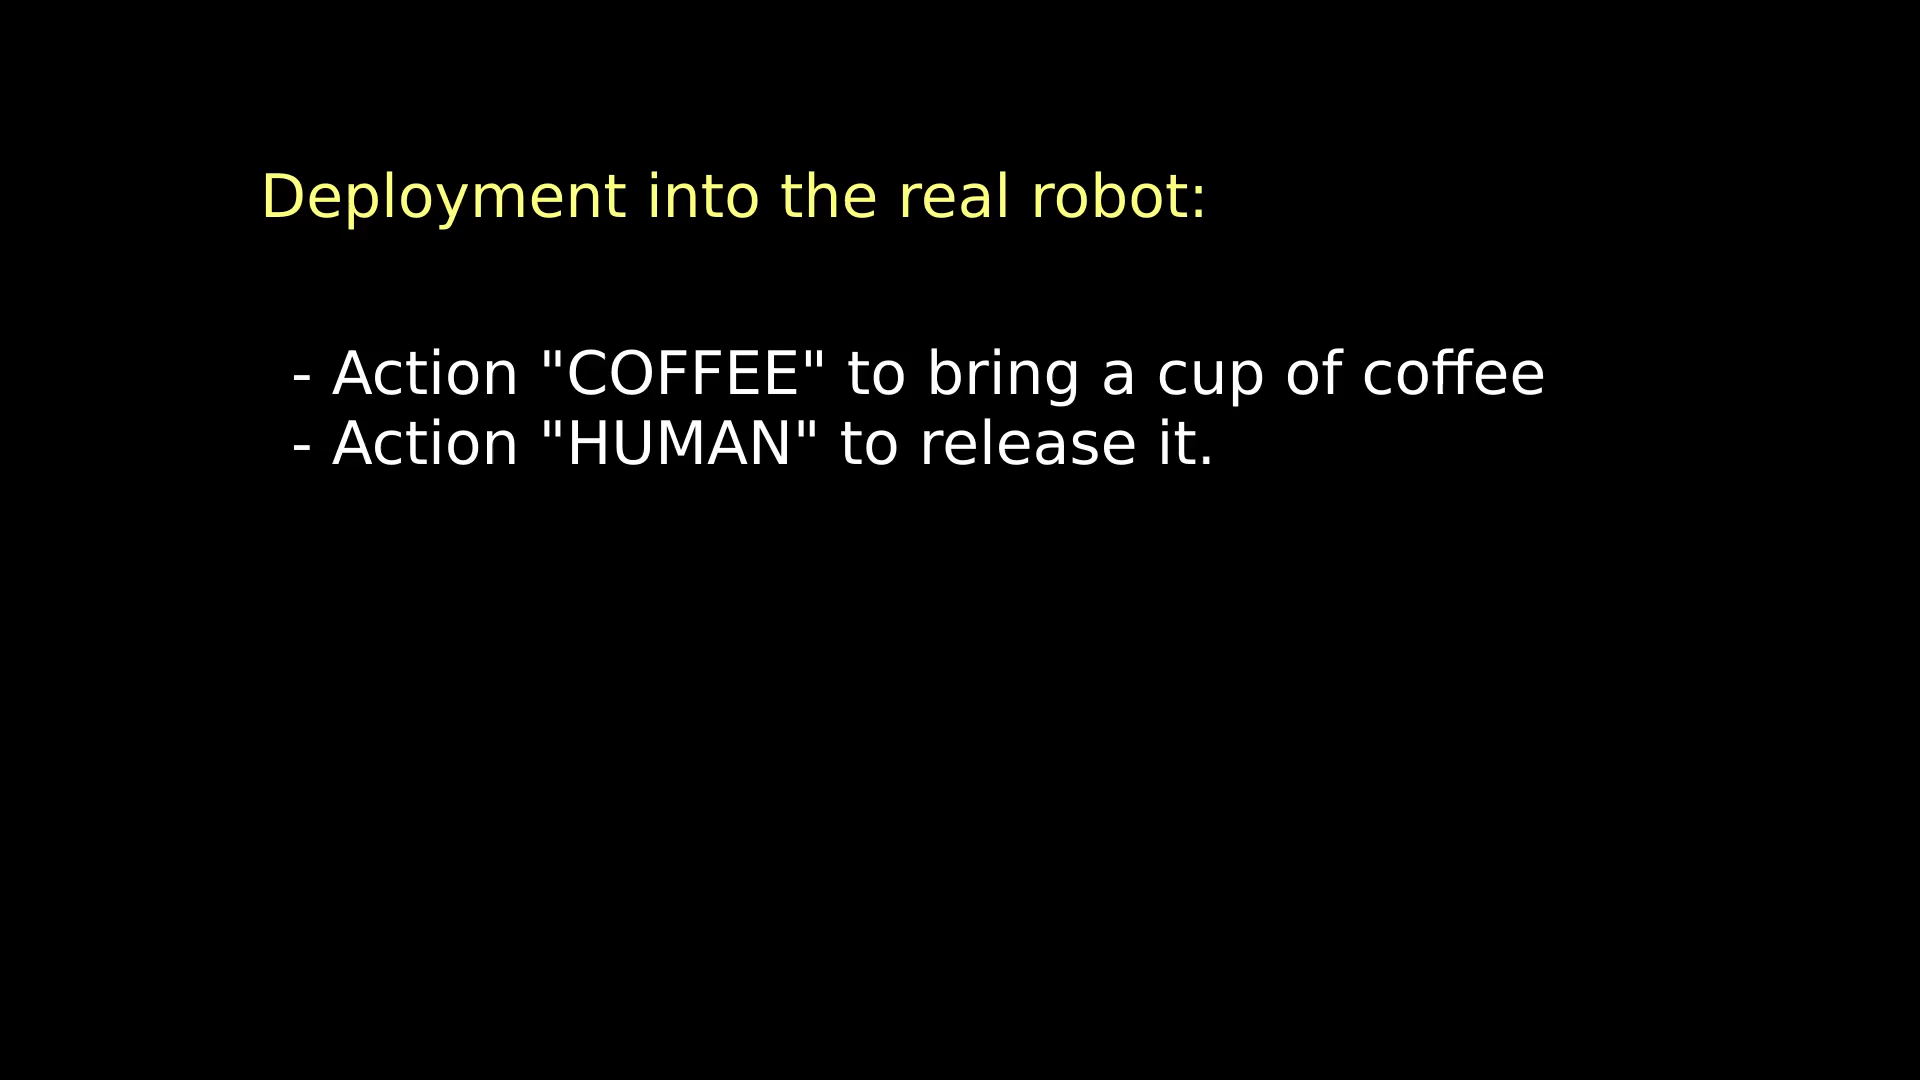 Deployment into the real robot:
- Action "COFFEE" to bring a cup of coffee
- Action "HUMAN" to release it.